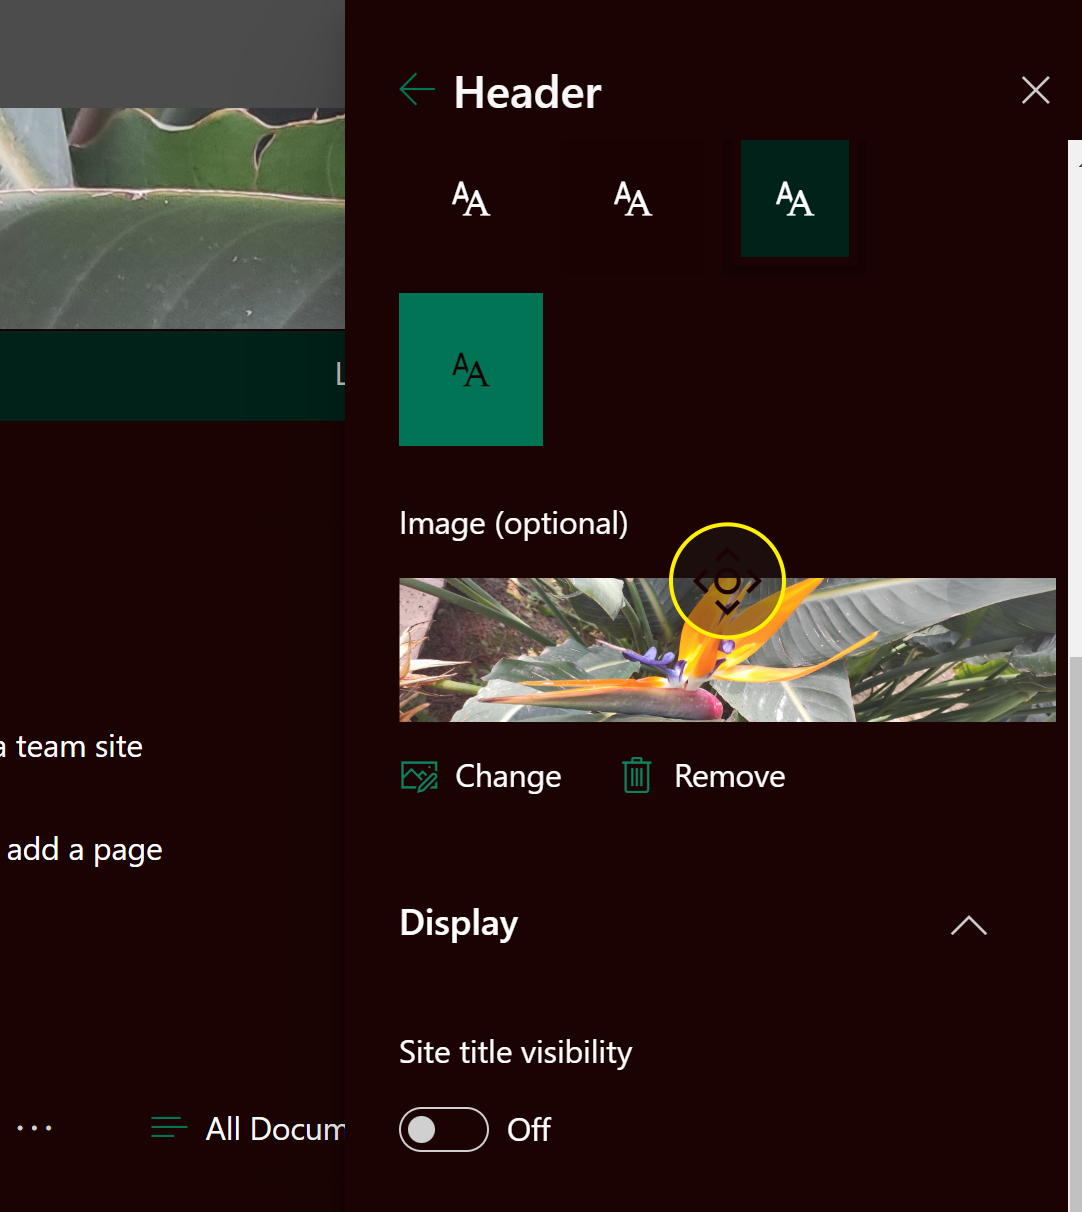 Header
AA
AA
AA
AA
Image (optional)
Change
Remove
Display
Site title visibility
Off
L
a team site
add a page
All Docum